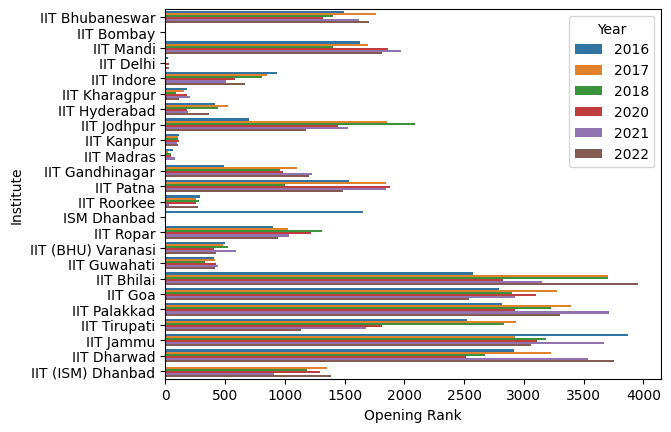 IIT Bhubaneswar
IIT Bombay
IIT Mandi
IIT Delhi
IIT Indore
IIT Kharagpur
IIT Hyderabad
IIT Jodhpur
IIT Kanpur
IIT Madras
IIT Gandhinagar
IIT Patna
IIT Roorkee
ISM Dhanbad
IIT Ropar
IIT (BHU) Varanasi
IIT Guwahati
IIT Bhilai
IIT Goa
IIT Palakkad
IIT Tirupati
IIT Jammu
IIT Dharwad
IIT (ISM) Dhanbad
Institute
0 500 1000 1500 2000 2500 3000 3500 4000
Opening Rank
Year
2016
2017
2018
2020
2021
2022